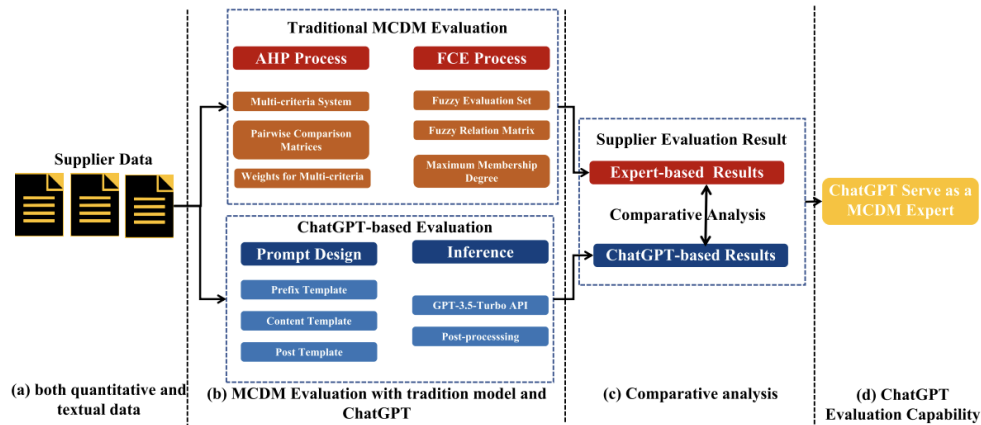 Supplier Data
(a) both quantitative and
textual data
Traditional MCDM Evaluation
AHP Process
Multi-criteria System
Pairwise Comparison
Matrices
Weights for Multi-criteria
FCE Process
Fuzzy Evaluation Set
Fuzzy Relation Matrix
Maximum Membership
Degree
ChatGPT-based Evaluation
Prompt Design
Prefix Template
Content Template
Post Template
Inference
GPT-3.5-Turbo API
Post-processsing
(b) MCDM Evaluation with tradition model and
ChatGPT
Supplier Evaluation Result
Expert-based Results
Comparative Analysis
ChatGPT-based Results
(c) Comparative analysis
ChatGPT Serve as a
MCDM Expert
(d) ChatGPT
Evaluation Capability